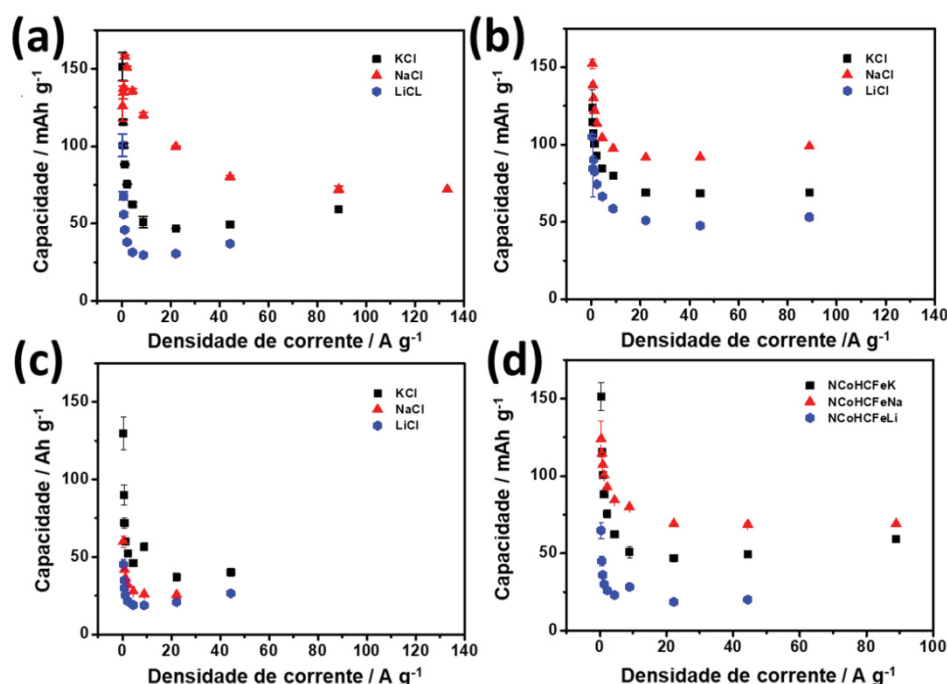 (a)
Capacidade / mAh g⁻¹
150
100
50
0
KCl
NaCl
LiCL
0 20 40 60 80 100 120 140
Densidade de corrente / A g⁻¹
(b)
Capacidade / mAh g⁻¹
150
100
50
0
KCl
NaCl
LiCl
0 20 40 60 80 100 120 140
Densidade de corrente /A g⁻¹
(c)
Capacidade / Ah g⁻¹
150
100
50
0
KCl
NaCl
LiCl
0 20 40 60 80 100 120 140
Densidade de corrente / A g⁻¹
(d)
Capacidade / mAh g⁻¹
150
100
50
0
NCoHCFeK
NCoHCFeNa
NCoHCFeLi
0 20 40 60 80 100
Densidade de corrente / A g⁻¹